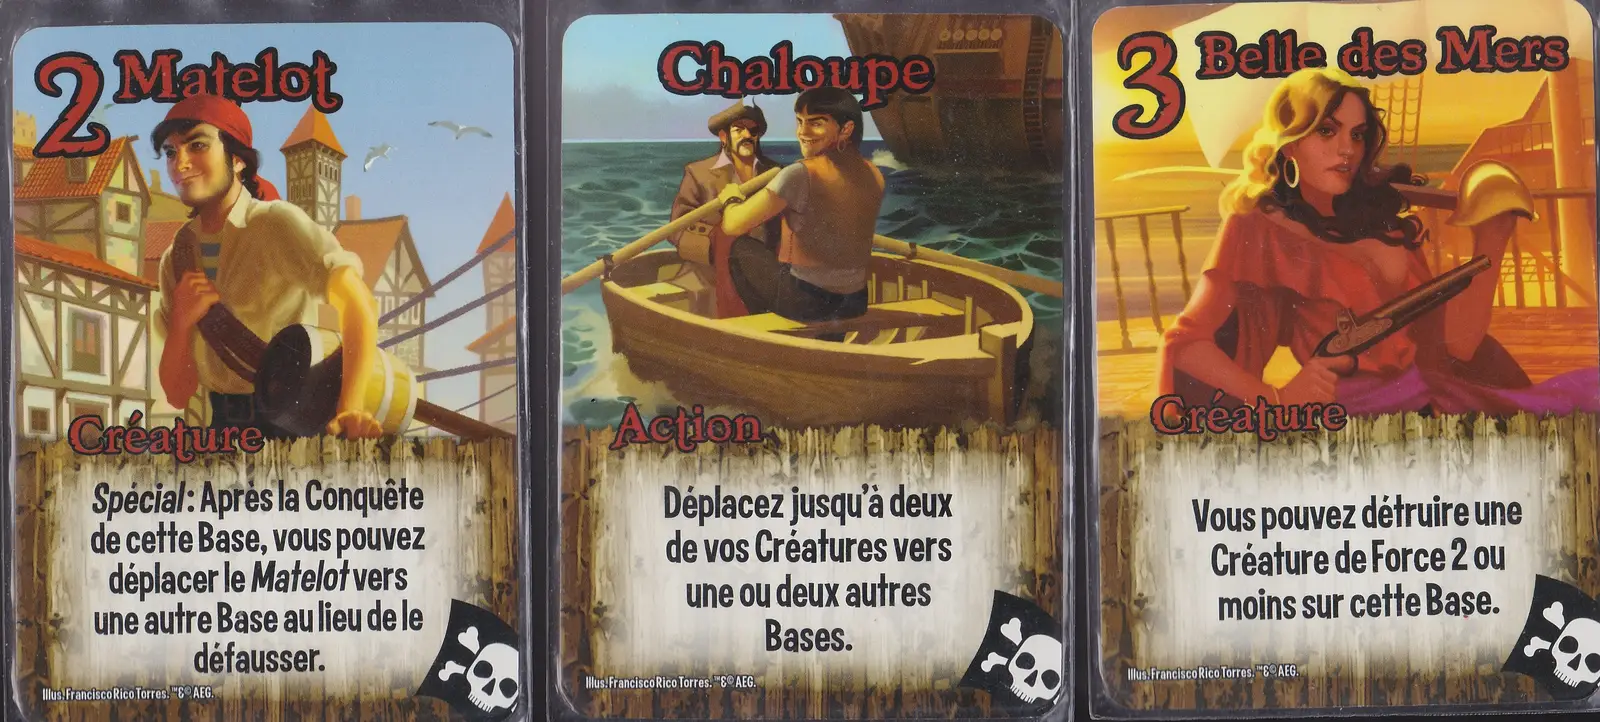 2 Matelot
Créature
Spécial: Après la Conquête
de cette Base, vous pouvez
déplacer le Matelot vers
une autre Base au lieu de le
défausser.
Illus. Francisco Rico Torres. ™&© AEG.
Chaloupe
Action
Déplacez jusqu'à deux
de vos Créatures vers
une ou deux autres
Bases.
Illus. Francisco Rico Torres. ™&© AEG.
3 Belle des Mers
Créature
Vous pouvez détruire une
Créature de Force 2 ou
moins sur cette Base.
Illus. Francisco Rico Torres. ™&© AEG.